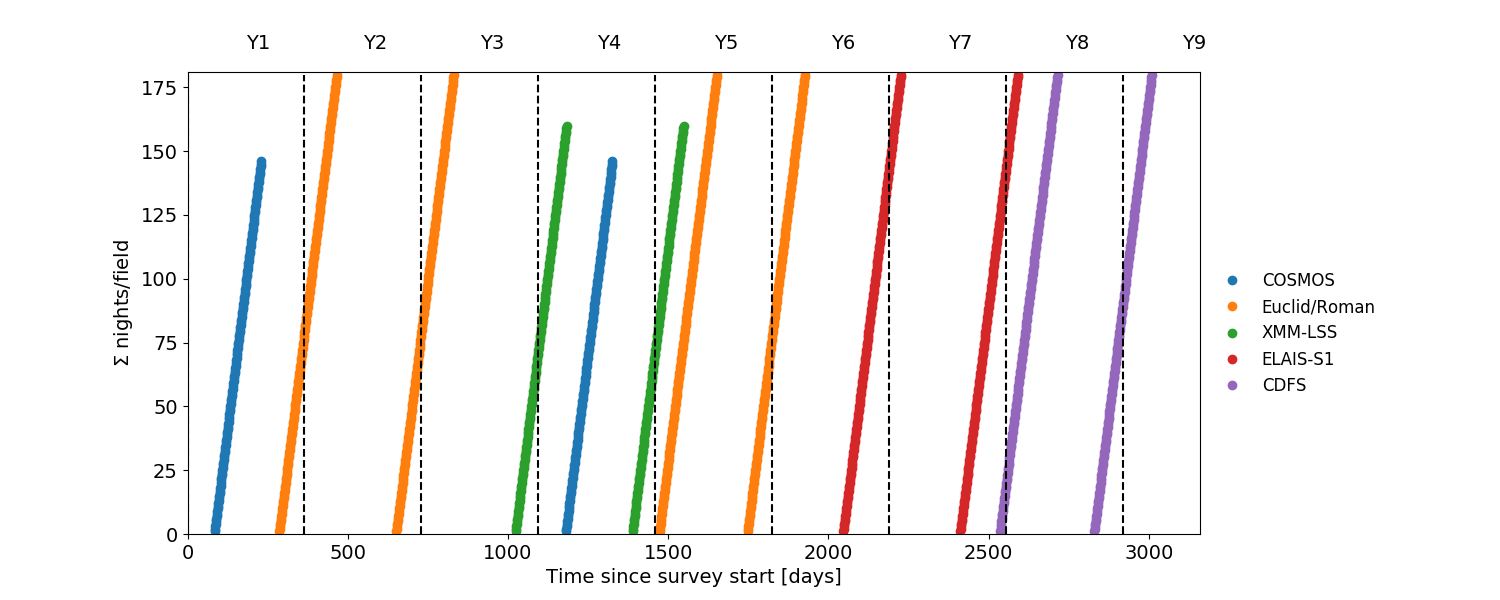 Y1 Y2 Y3 Y4 Y5 Y6 Y7 Y8 Y9
175
150
125
100
75
50
25
0
Σ nights/field
0 500 1000 1500 2000 2500 3000
Time since survey start [days]
COSMOS
Euclid/Roman
XMM-LSS
ELAIS-S1
CDFS